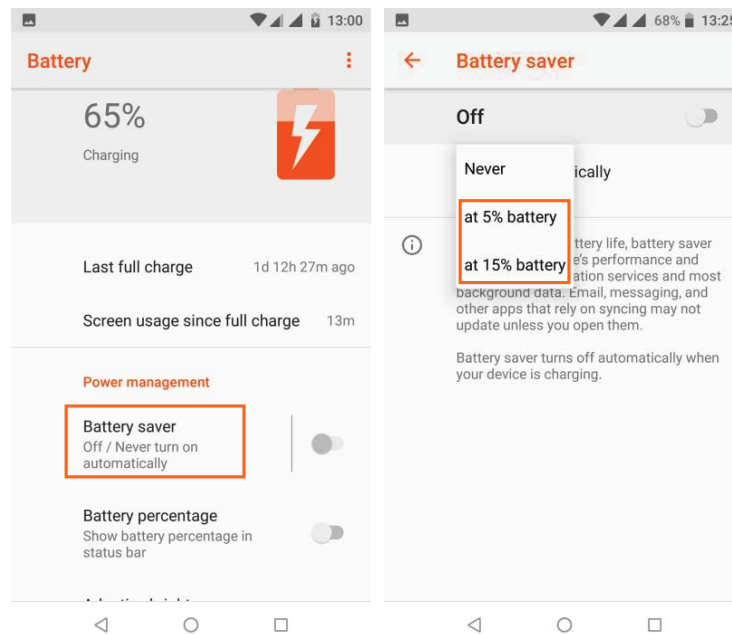 13:00
Battery
65%
Charging
Last full charge 1d 12h 27m ago
Screen usage since full charge 13m
Power management
Battery saver
Off / Never turn on
automatically
Battery percentage
Show battery percentage in
status bar
68% 13:25
Battery saver
Off
Never
ically
at 5% battery
at 15% battery
ttery life, battery saver
e's performance and
ation services and most
background data. Email, messaging, and
other apps that rely on syncing may not
update unless you open them.
Battery saver turns off automatically when
your device is charging.